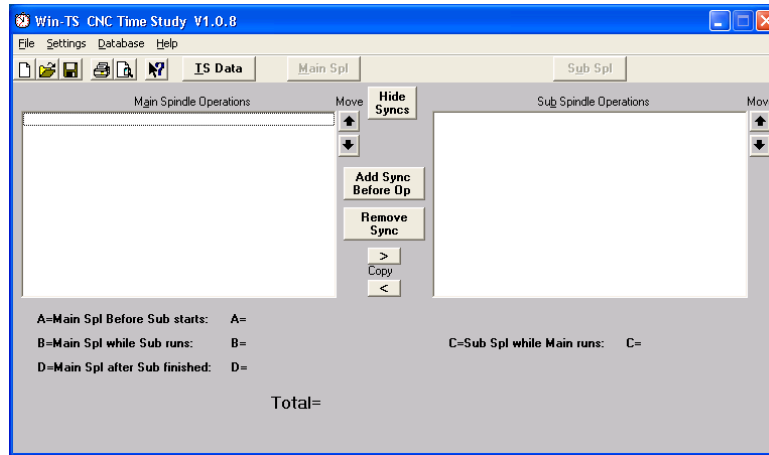 Win-TS CNC Time Study V1.0.8
File Settings Database Help
TS Data Main Spl Sub Spl
Main Spindle Operations Move Hide Syncs Sub Spindle Operations Mov
Add Sync Before Op
Remove Sync
>
Copy
<
A=Main Spl Before Sub starts: A=
B=Main Spl while Sub runs: B= C=Sub Spl while Main runs: C=
D=Main Spl after Sub finished: D=
Total=